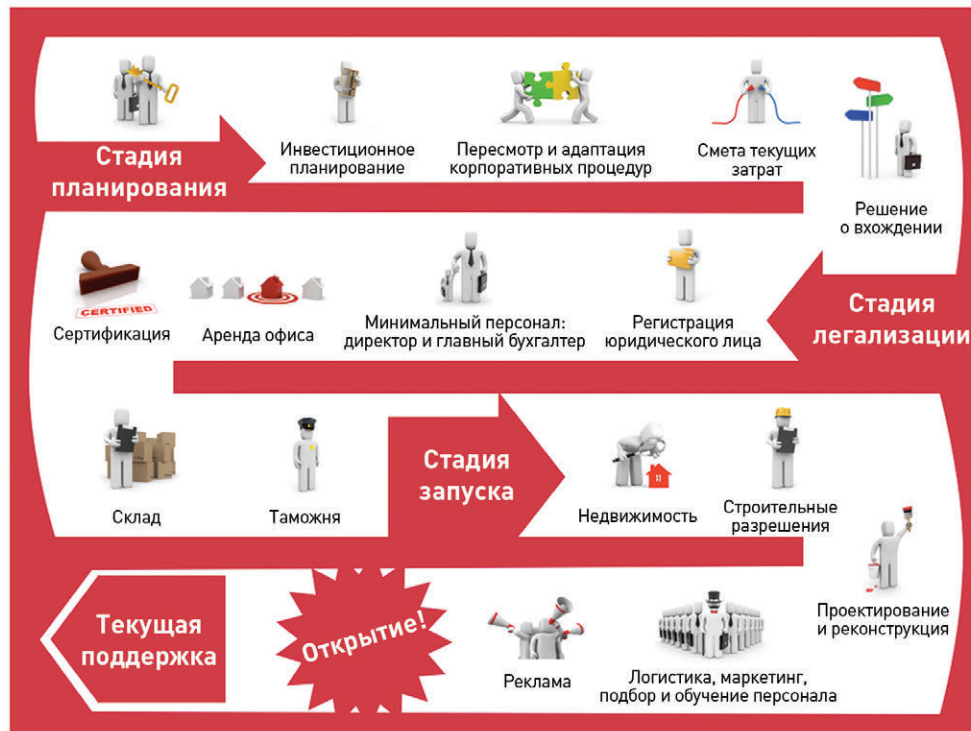 Стадия
планирования
Инвестиционное
планирование
Пересмотр и адаптация
корпоративных процедур
Смета текущих
затрат
Решение
о вхождении
Стадия
легализации
Регистрация
юридического лица
Минимальный персонал:
директор и главный бухгалтер
Аренда офиса
CERTIFIED
Сертификация
Склад
Таможня
Стадия
запуска
Недвижимость
Строительные
разрешения
Проектирование
и реконструкция
Логистика, маркетинг,
подбор и обучение персонала
Реклама
Открытие!
Текущая
поддержка